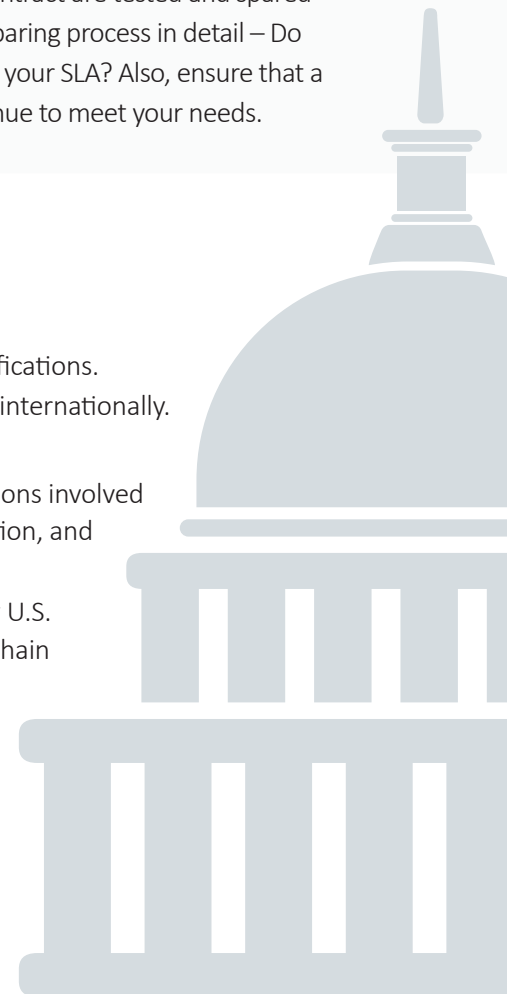 ntract are tested and spared
paring process in detail – Do
your SLA? Also, ensure that a
nue to meet your needs.
fications.
internationally.
ons involved
tion, and
U.S.
hain